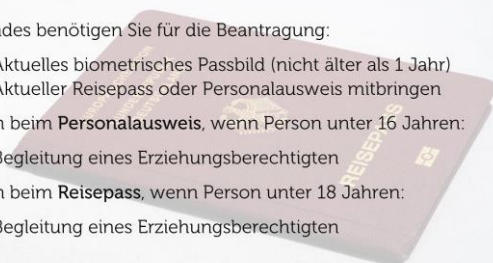 des benötigen Sie für die Beantragung:
Aktuelles biometrisches Passbild (nicht älter als 1 Jahr)
Aktueller Reisepass oder Personalausweis mitbringen
beim Personalausweis, wenn Person unter 16 Jahren:
Begleitung eines Erziehungsberechtigten
beim Reisepass, wenn Person unter 18 Jahren:
Begleitung eines Erziehungsberechtigten
REISEPASS